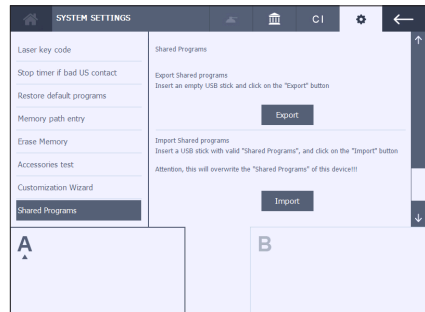 SYSTEM SETTINGS
CI
Laser key code
Stop timer if bad US contact
Restore default programs
Memory path entry
Erase Memory
Accessories test
Customization Wizard
Shared Programs
Shared Programs
Export Shared programs
Insert an empty USB stick and click on the "Export" button
Export
Import Shared programs
Insert a USB stick with valid "Shared Programs", and click on the "Import" button
Attention, this will overwrite the "Shared Programs" of this device!!!
Import
A
B